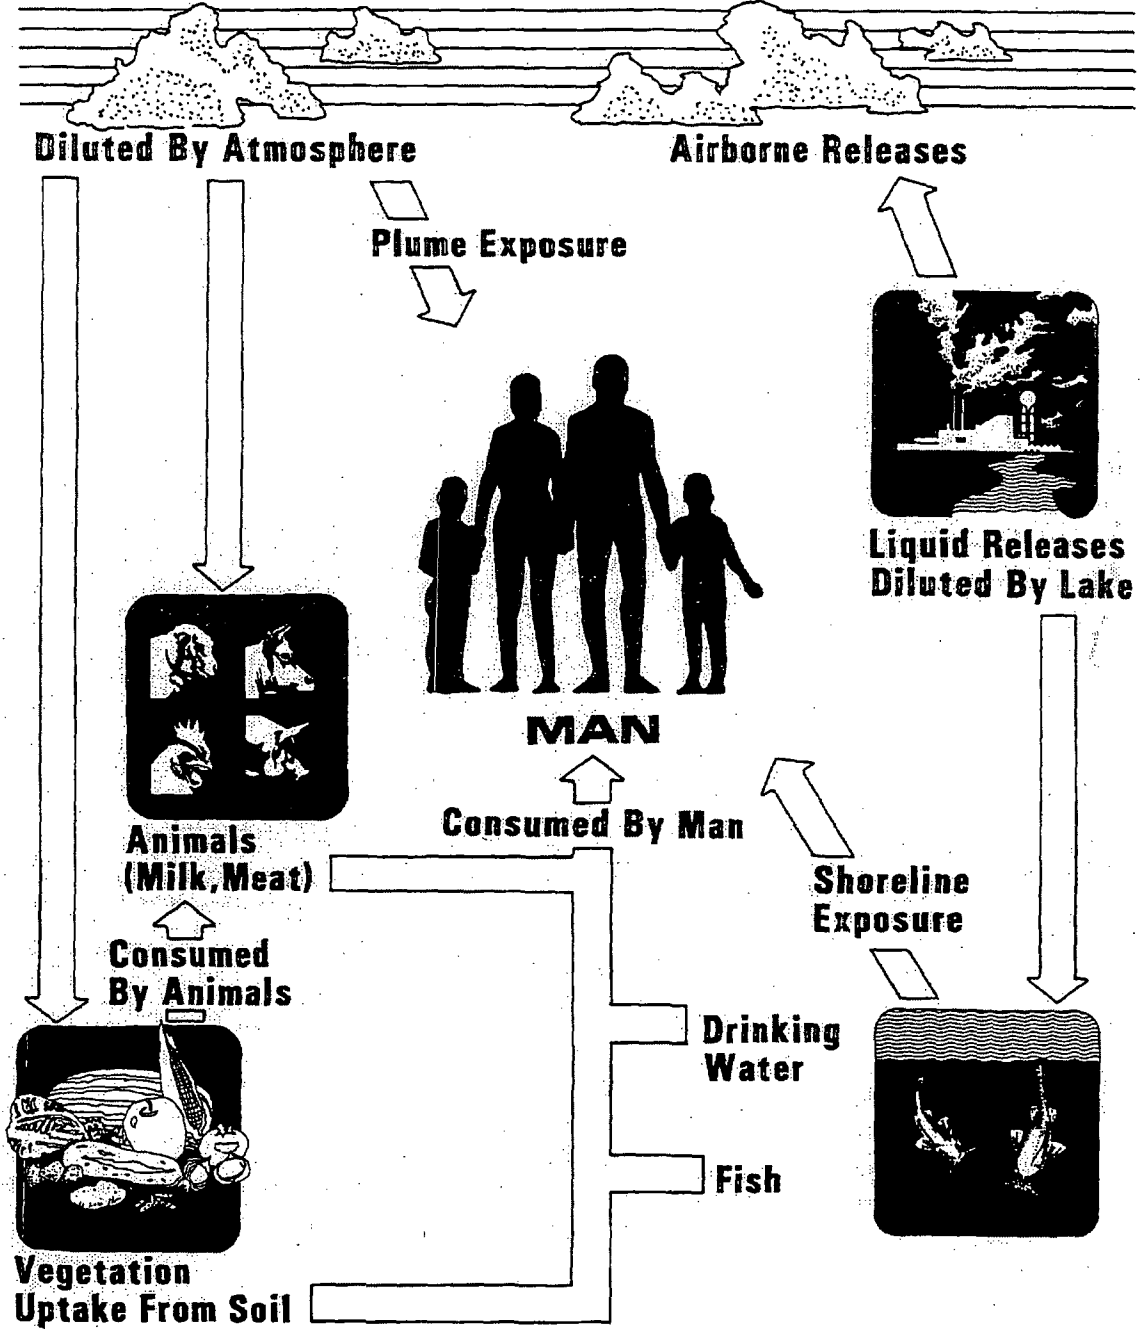 Diluted By Atmosphere
Airborne Releases
Plume Exposure
Liquid Releases
Diluted By Lake
MAN
Consumed By Man
Animals
(Milk, Meat)
Shoreline
Exposure
Consumed
By Animals
Drinking
Water
Fish
Vegetation
Uptake From Soil